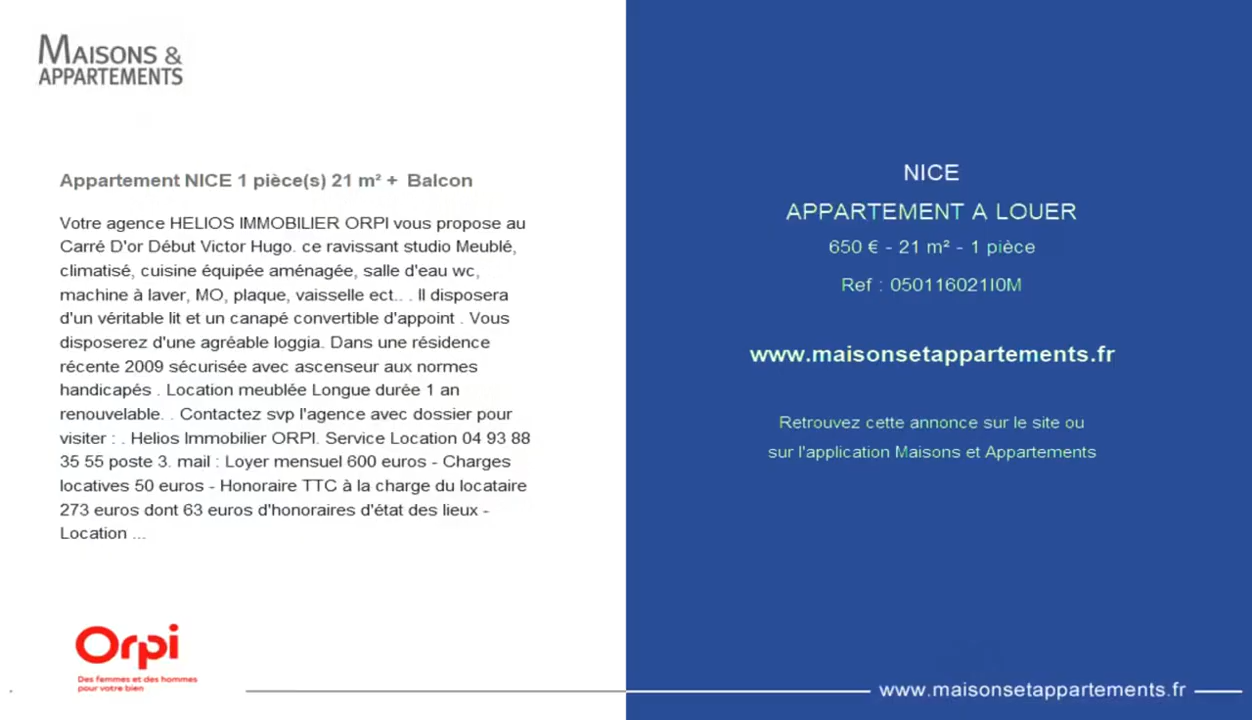 MAISONS &
APPARTEMENTS
Appartement NICE 1 pièce(s) 21 m² + Balcon
Votre agence HELIOS IMMOBILIER ORPI vous propose au
Carré D'or Début Victor Hugo. ce ravissant studio Meublé,
climatisé, cuisine équipée aménagée, salle d'eau wc,
machine à laver, MO, plaque, vaisselle ect.. . Il disposera
d'un véritable lit et un canapé convertible d'appoint . Vous
disposerez d'une agréable loggia. Dans une résidence
récente 2009 sécurisée avec ascenseur aux normes
handicapés . Location meublée Longue durée 1 an
renouvelable. . Contactez svp l'agence avec dossier pour
visiter : . Helios Immobilier ORPI. Service Location 04 93 88
35 55 poste 3. mail : Loyer mensuel 600 euros - Charges
locatives 50 euros - Honoraire TTC à la charge du locataire
273 euros dont 63 euros d'honoraires d'état des lieux -
Location ...
Orpi
Des femmes et des hommes
pour votre bien
NICE
APPARTEMENT A LOUER
650 € - 21 m² - 1 pièce
Ref : 050116021I0M
www.maisonsetappartements.fr
Retrouvez cette annonce sur le site ou
sur l'application Maisons et Appartements
www.maisonsetappartements.fr